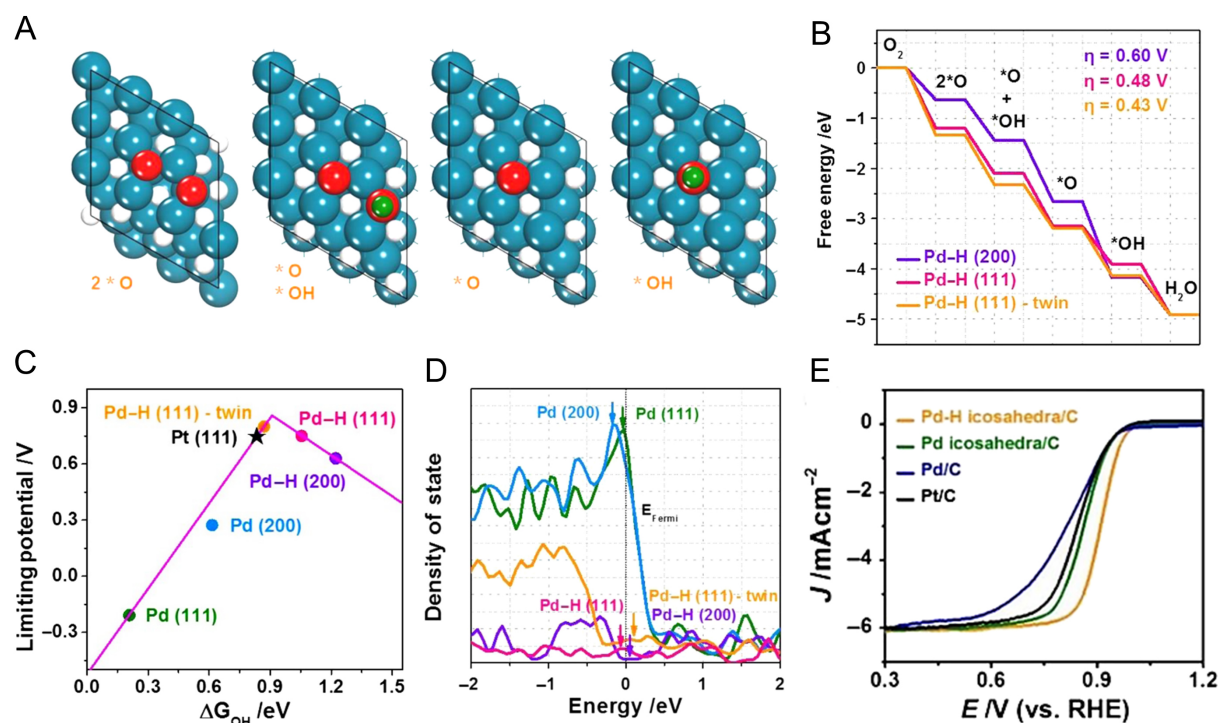 A
2 * O
* O
* OH
* O
* OH
B
Free energy /eV
0
−1
−2
−3
−4
−5
O2
2*O
*O
+
*OH
*O
*OH
H2O
η = 0.60 V
η = 0.48 V
η = 0.43 V
Pd−H (200)
Pd−H (111)
Pd−H (111) - twin
C
Limiting potential /V
0.9
0.6
0.3
0.0
−0.3
Pd−H (111) - twin
Pt (111)
Pd−H (111)
Pd−H (200)
Pd (200)
Pd (111)
0.0 0.3 0.6 0.9 1.2 1.5
ΔGOH /eV
D
Density of state
Pd (200)
Pd (111)
EFermi
Pd−H (111)
Pd−H (111) - twin
Pd−H (200)
−2 −1 0 1 2
Energy /eV
E
J /mAcm−2
0
−2
−4
−6
Pd-H icosahedra/C
Pd icosahedra/C
Pd/C
Pt/C
0.3 0.6 0.9 1.2
E /V (vs. RHE)